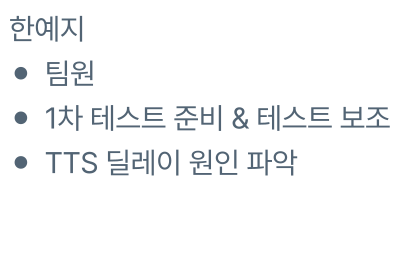 한예지
• 팀원
• 1차 테스트 준비 & 테스트 보조
• TTS 딜레이 원인 파악